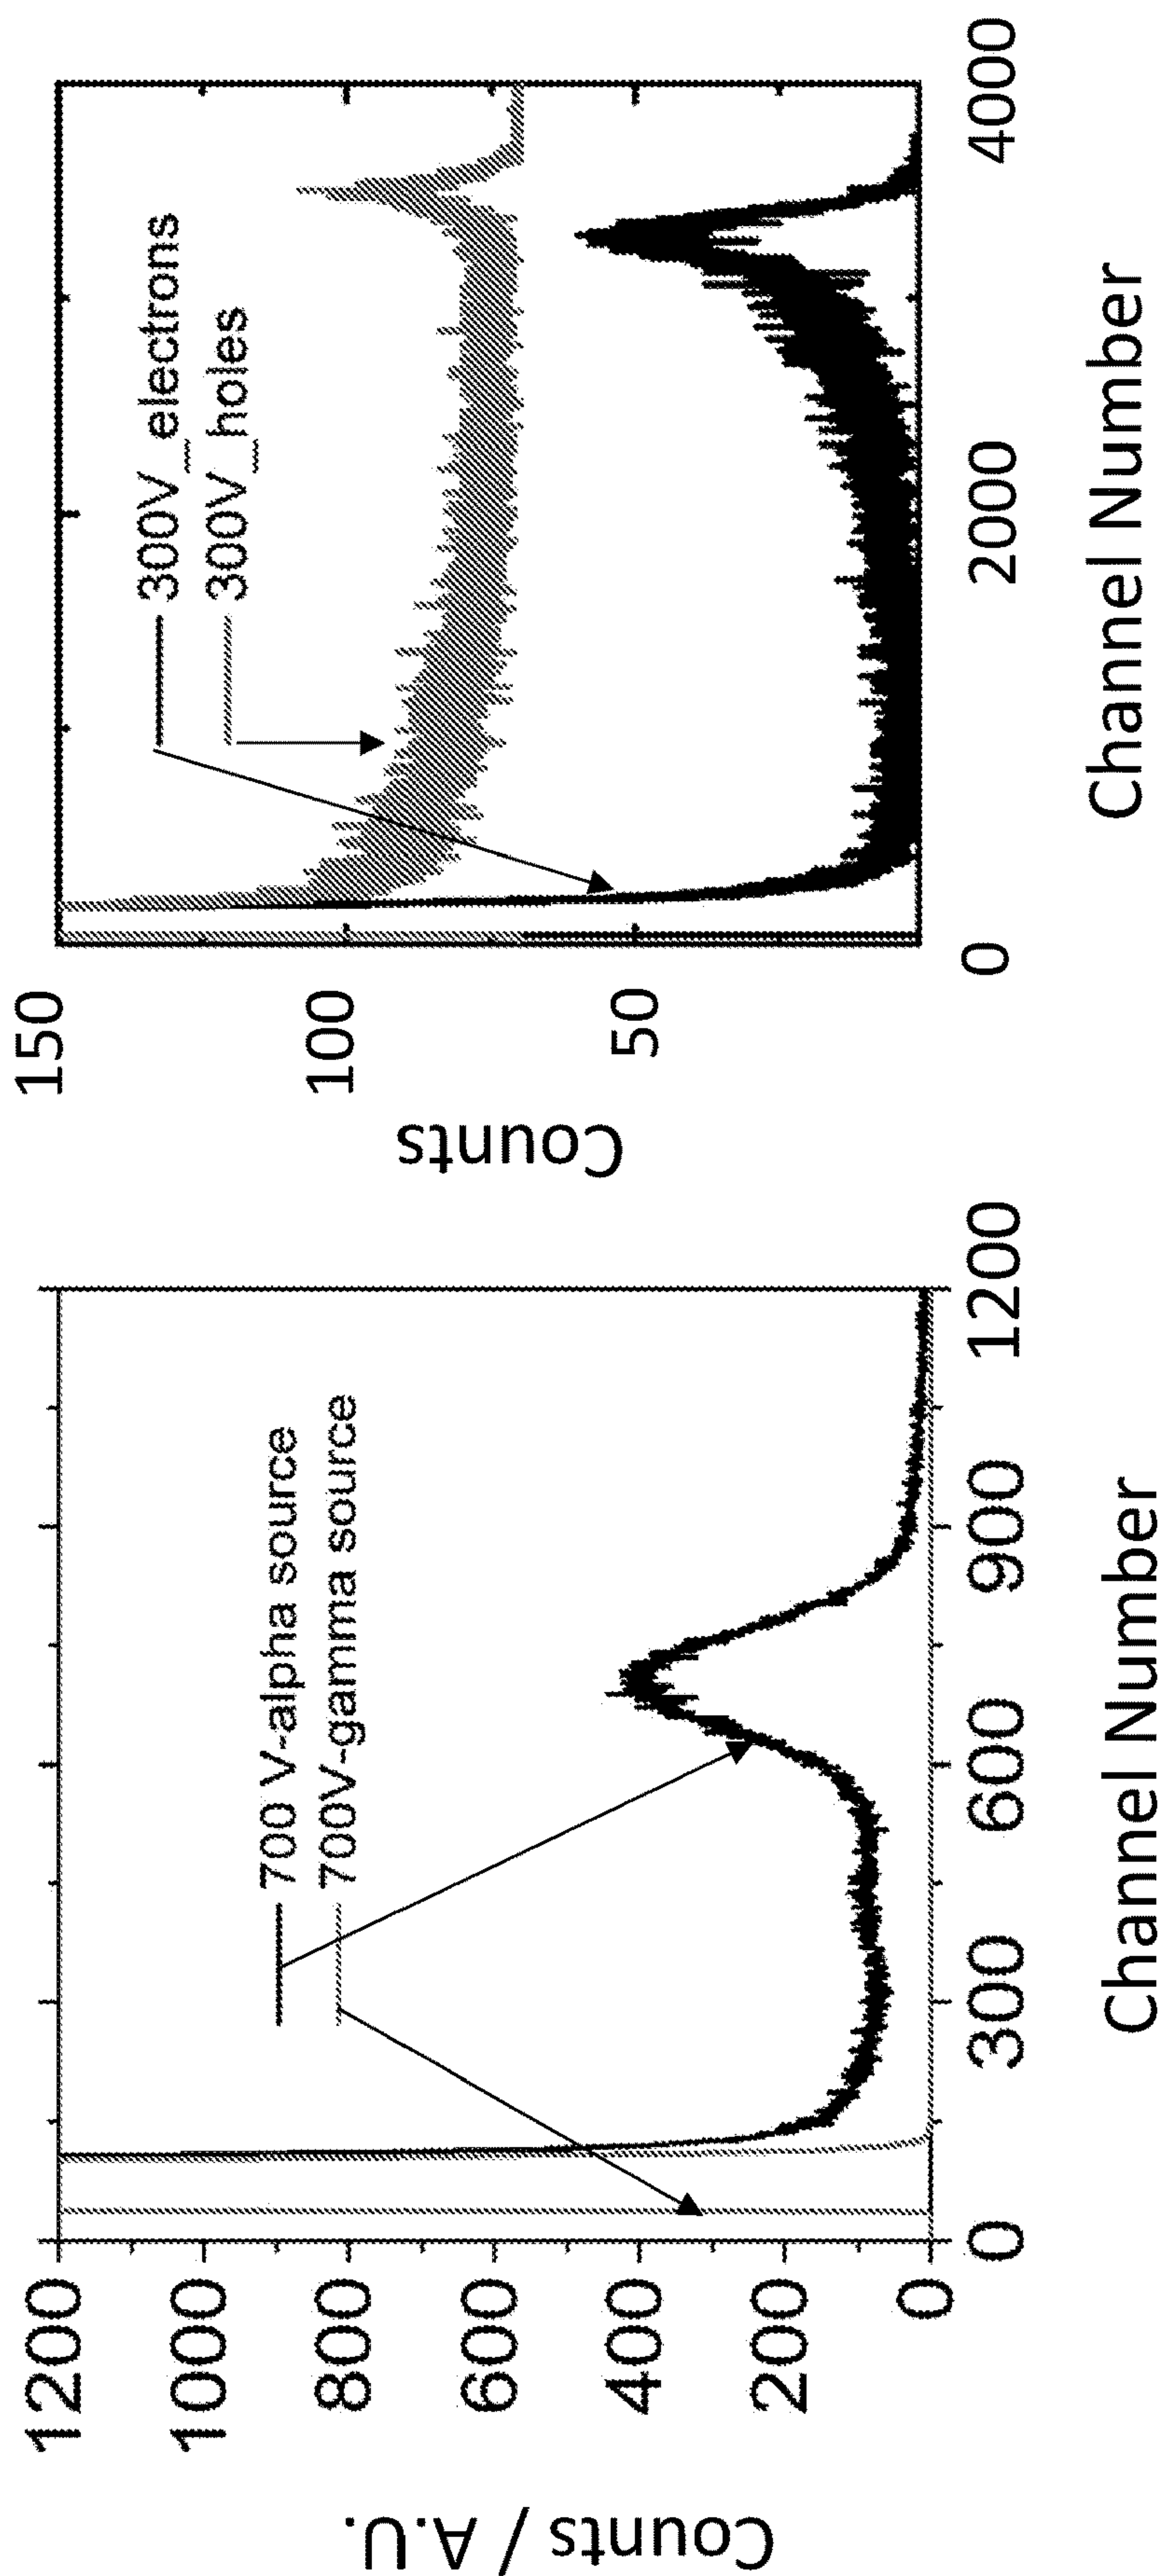 1200
1000
800
600
400
200
0
Counts / A.U.
700 V-alpha source
700V-gamma source
0
300
600
900
1200
Channel Number
150
100
50
Counts
300V_electrons
300V_holes
0
2000
4000
Channel Number